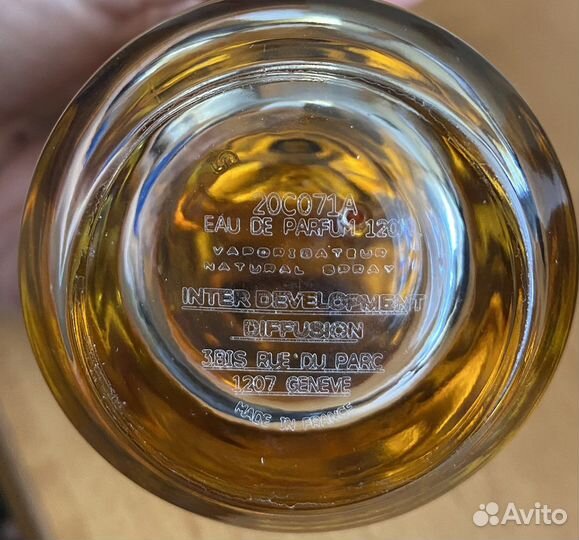 20C071A
EAU DE PARFUM 120M
VAPORISATEUR
NATURAL SPRAY
INTER DEVELOPMENT
DIFFUSION
3BIS RUE DU PARC
1207 GENEVE
MADE IN FRANCE
Avito